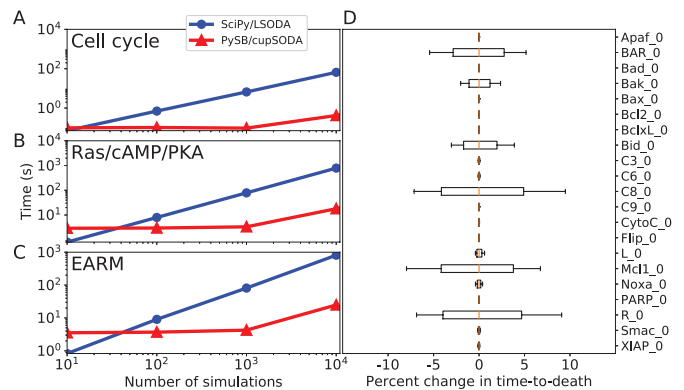 A
Cell cycle
SciPy/LSODA
PySB/cupSODA
10^4
10^2
10^0
B
Ras/cAMP/PKA
Time (s)
10^4
10^3
10^2
10^1
C
EARM
10^3
10^2
10^1
10^0
10^1 10^2 10^3 10^4
Number of simulations
D
Apaf_0
BAR_0
Bad_0
Bak_0
Bax_0
Bcl2_0
BclxL_0
Bid_0
C3_0
C6_0
C8_0
C9_0
CytoC_0
Flip_0
L_0
Mcl1_0
Noxa_0
PARP_0
R_0
Smac_0
XIAP_0
−10 −5 0 5 10
Percent change in time-to-death